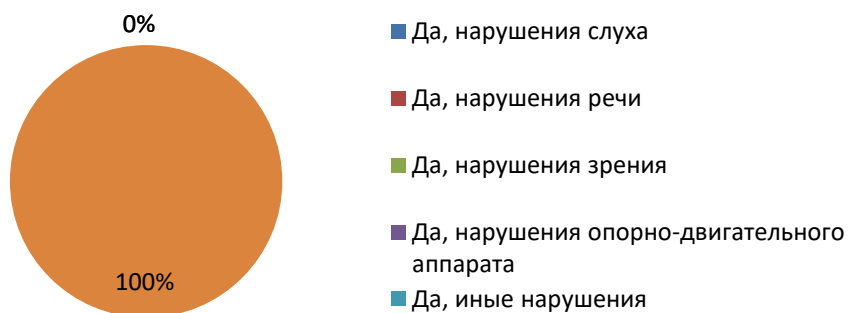 0%
100%
Да, нарушения слуха
Да, нарушения речи
Да, нарушения зрения
Да, нарушения опорно-двигательного
аппарата
Да, иные нарушения